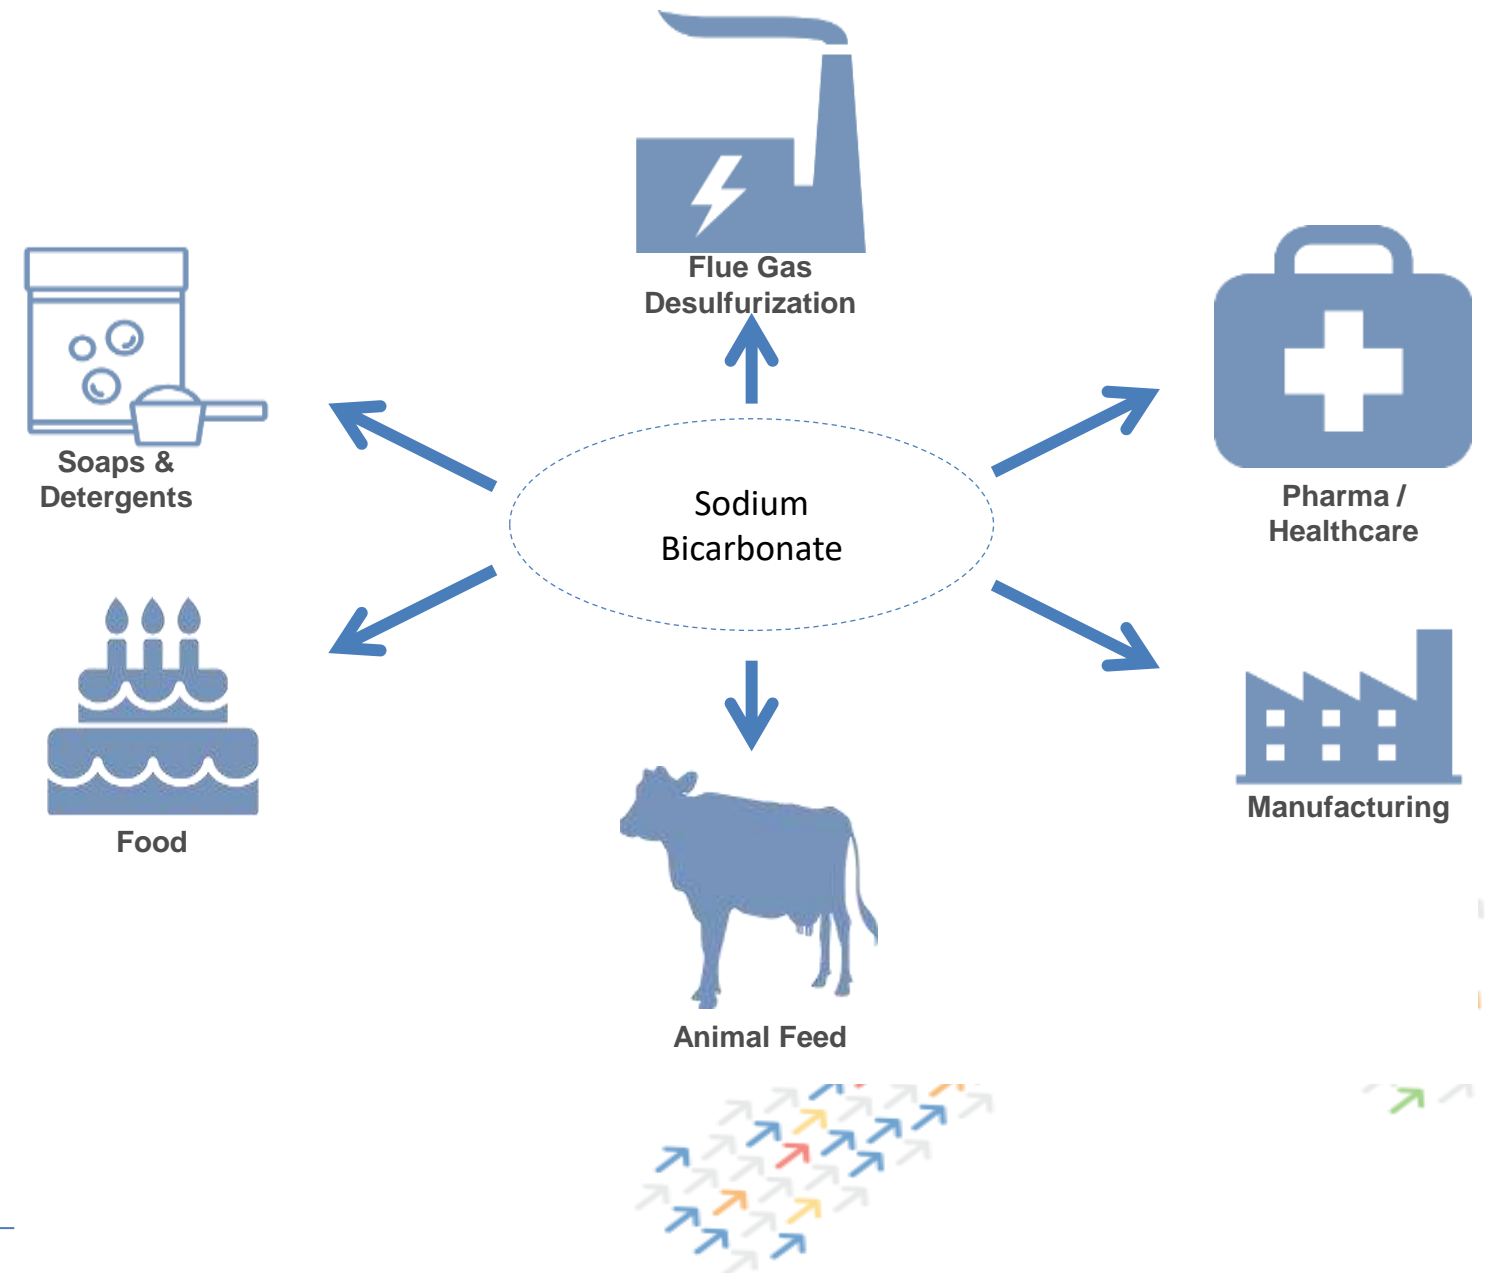 Flue Gas
Desulfurization
Soaps &
Detergents
Pharma /
Healthcare
Sodium
Bicarbonate
Food
Manufacturing
Animal Feed